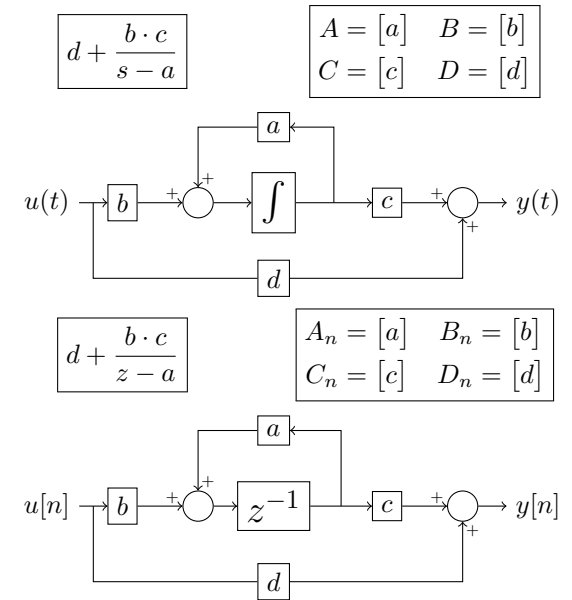 d + \frac{b \cdot c}{s - a}
A = [a]  B = [b]
C = [c]  D = [d]
a
+
u(t) b + ∫ c + y(t)
+
d
d + \frac{b \cdot c}{z - a}
A_n = [a]  B_n = [b]
C_n = [c]  D_n = [d]
a
+
u[n] b + z^{-1} c + y[n]
+
d